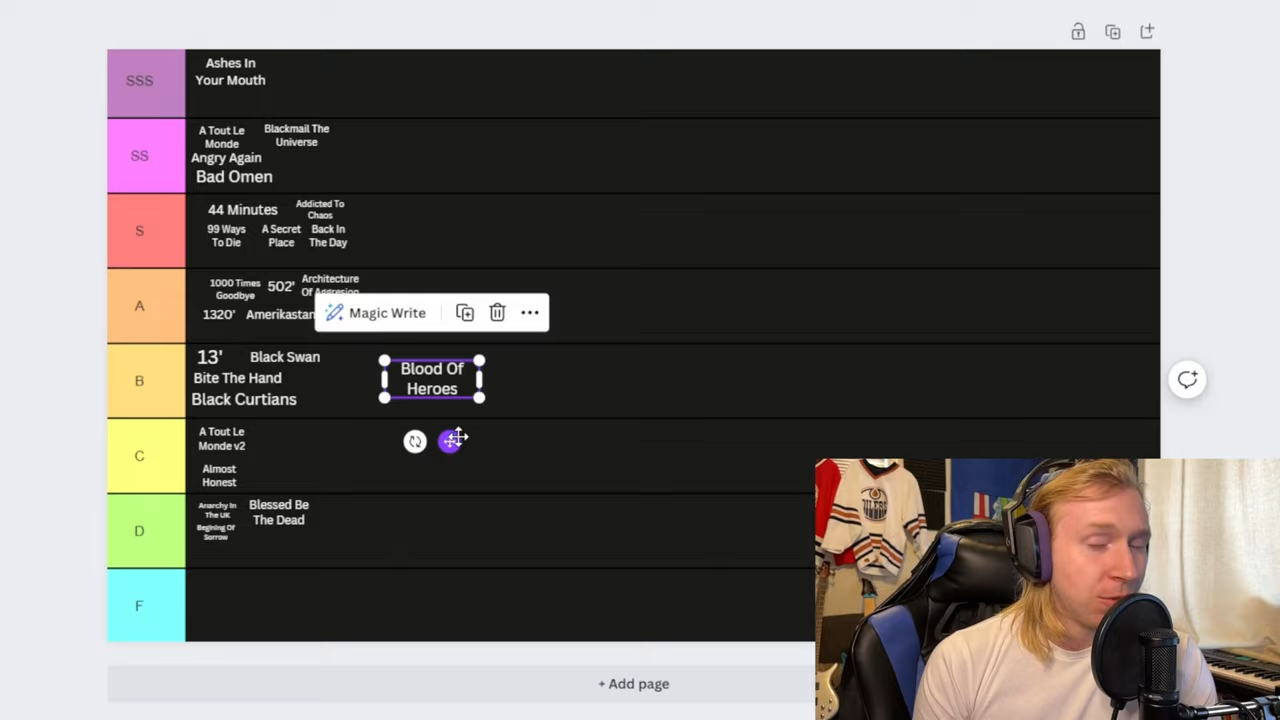 SSS
Ashes In
Your Mouth
SS
A Tout Le
Monde
Blackmail The
Universe
Angry Again
Bad Omen
S
44 Minutes
Addicted To
Chaos
99 Ways
To Die
A Secret
Place
Back In
The Day
A
1000 Times
Goodbye
502'
Architecture
Of Aggresion
1320'
Amerikastan
Magic Write
B
13'
Black Swan
Bite The Hand
Black Curtians
Blood Of
Heroes
C
A Tout Le
Monde v2
Almost
Honest
D
Anarchy In
The UK
Begining Of
Sorrow
Blessed Be
The Dead
F
+ Add page
OILERS